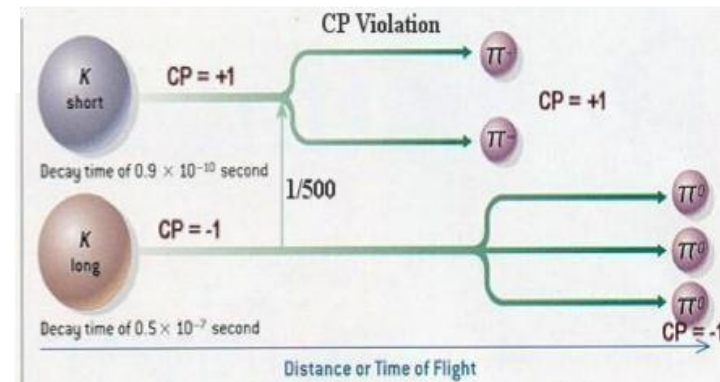 CP Violation
K
short
CP = +1
π-
π-
CP = +1
Decay time of 0.9 × 10⁻¹⁰ second
1/500
K
long
CP = -1
π⁰
π⁰
π⁰
CP = -1
Decay time of 0.5 × 10⁻⁷ second
Distance or Time of Flight